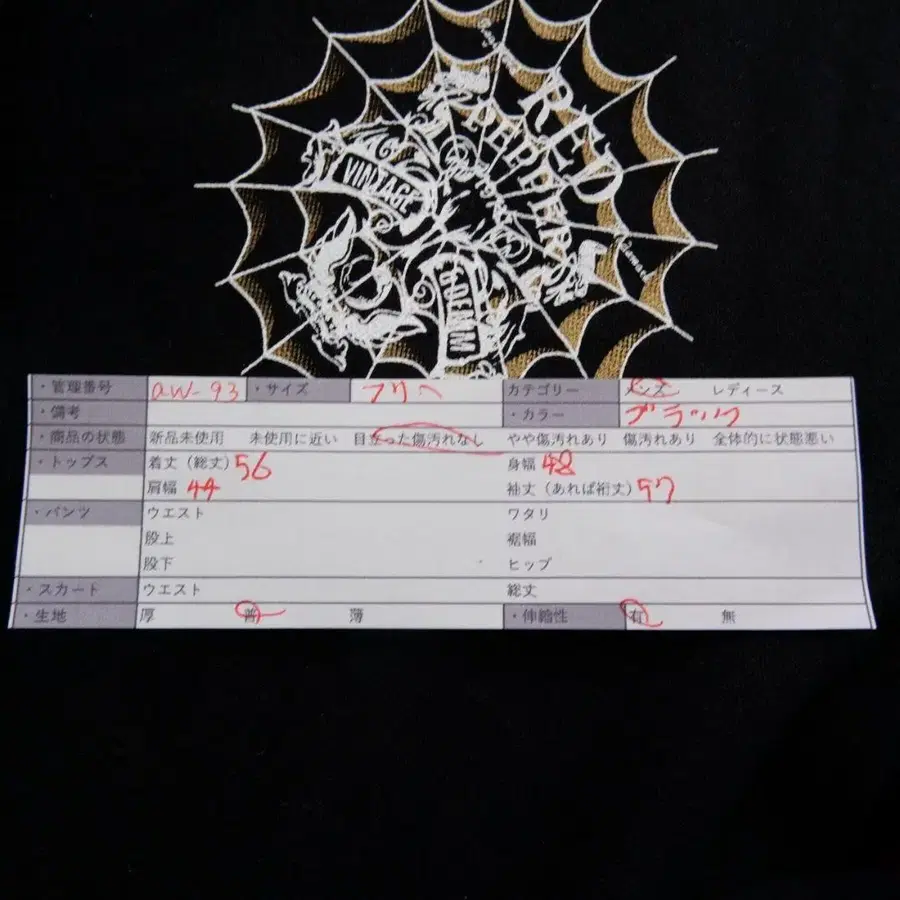 RED
PEPPER
VINTAGE
・管理番号 aw-93 ・サイズ フリー カテゴリー メンズ レディース
・備考 ・カラー ブラック
・商品の状態 新品未使用 未使用に近い 目立った傷汚れなし やや傷汚れあり 傷汚れあり 全体的に状態悪い
・トップス 着丈（総丈）56 身幅 48
肩幅 44 袖丈（あれば裄丈）57
・パンツ ウエスト ワタリ
股上 裾幅
股下 ヒップ
・スカート ウエスト 総丈
・生地 厚 普 薄 ・伸縮性 有 無